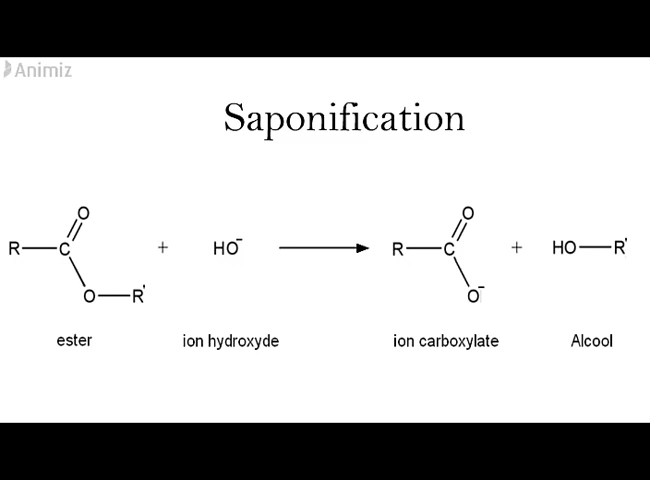 Animiz
Saponification
O
O
R C + HO⁻ R C + HO R'
O R'
O⁻
ester ion hydroxyde ion carboxylate Alcool